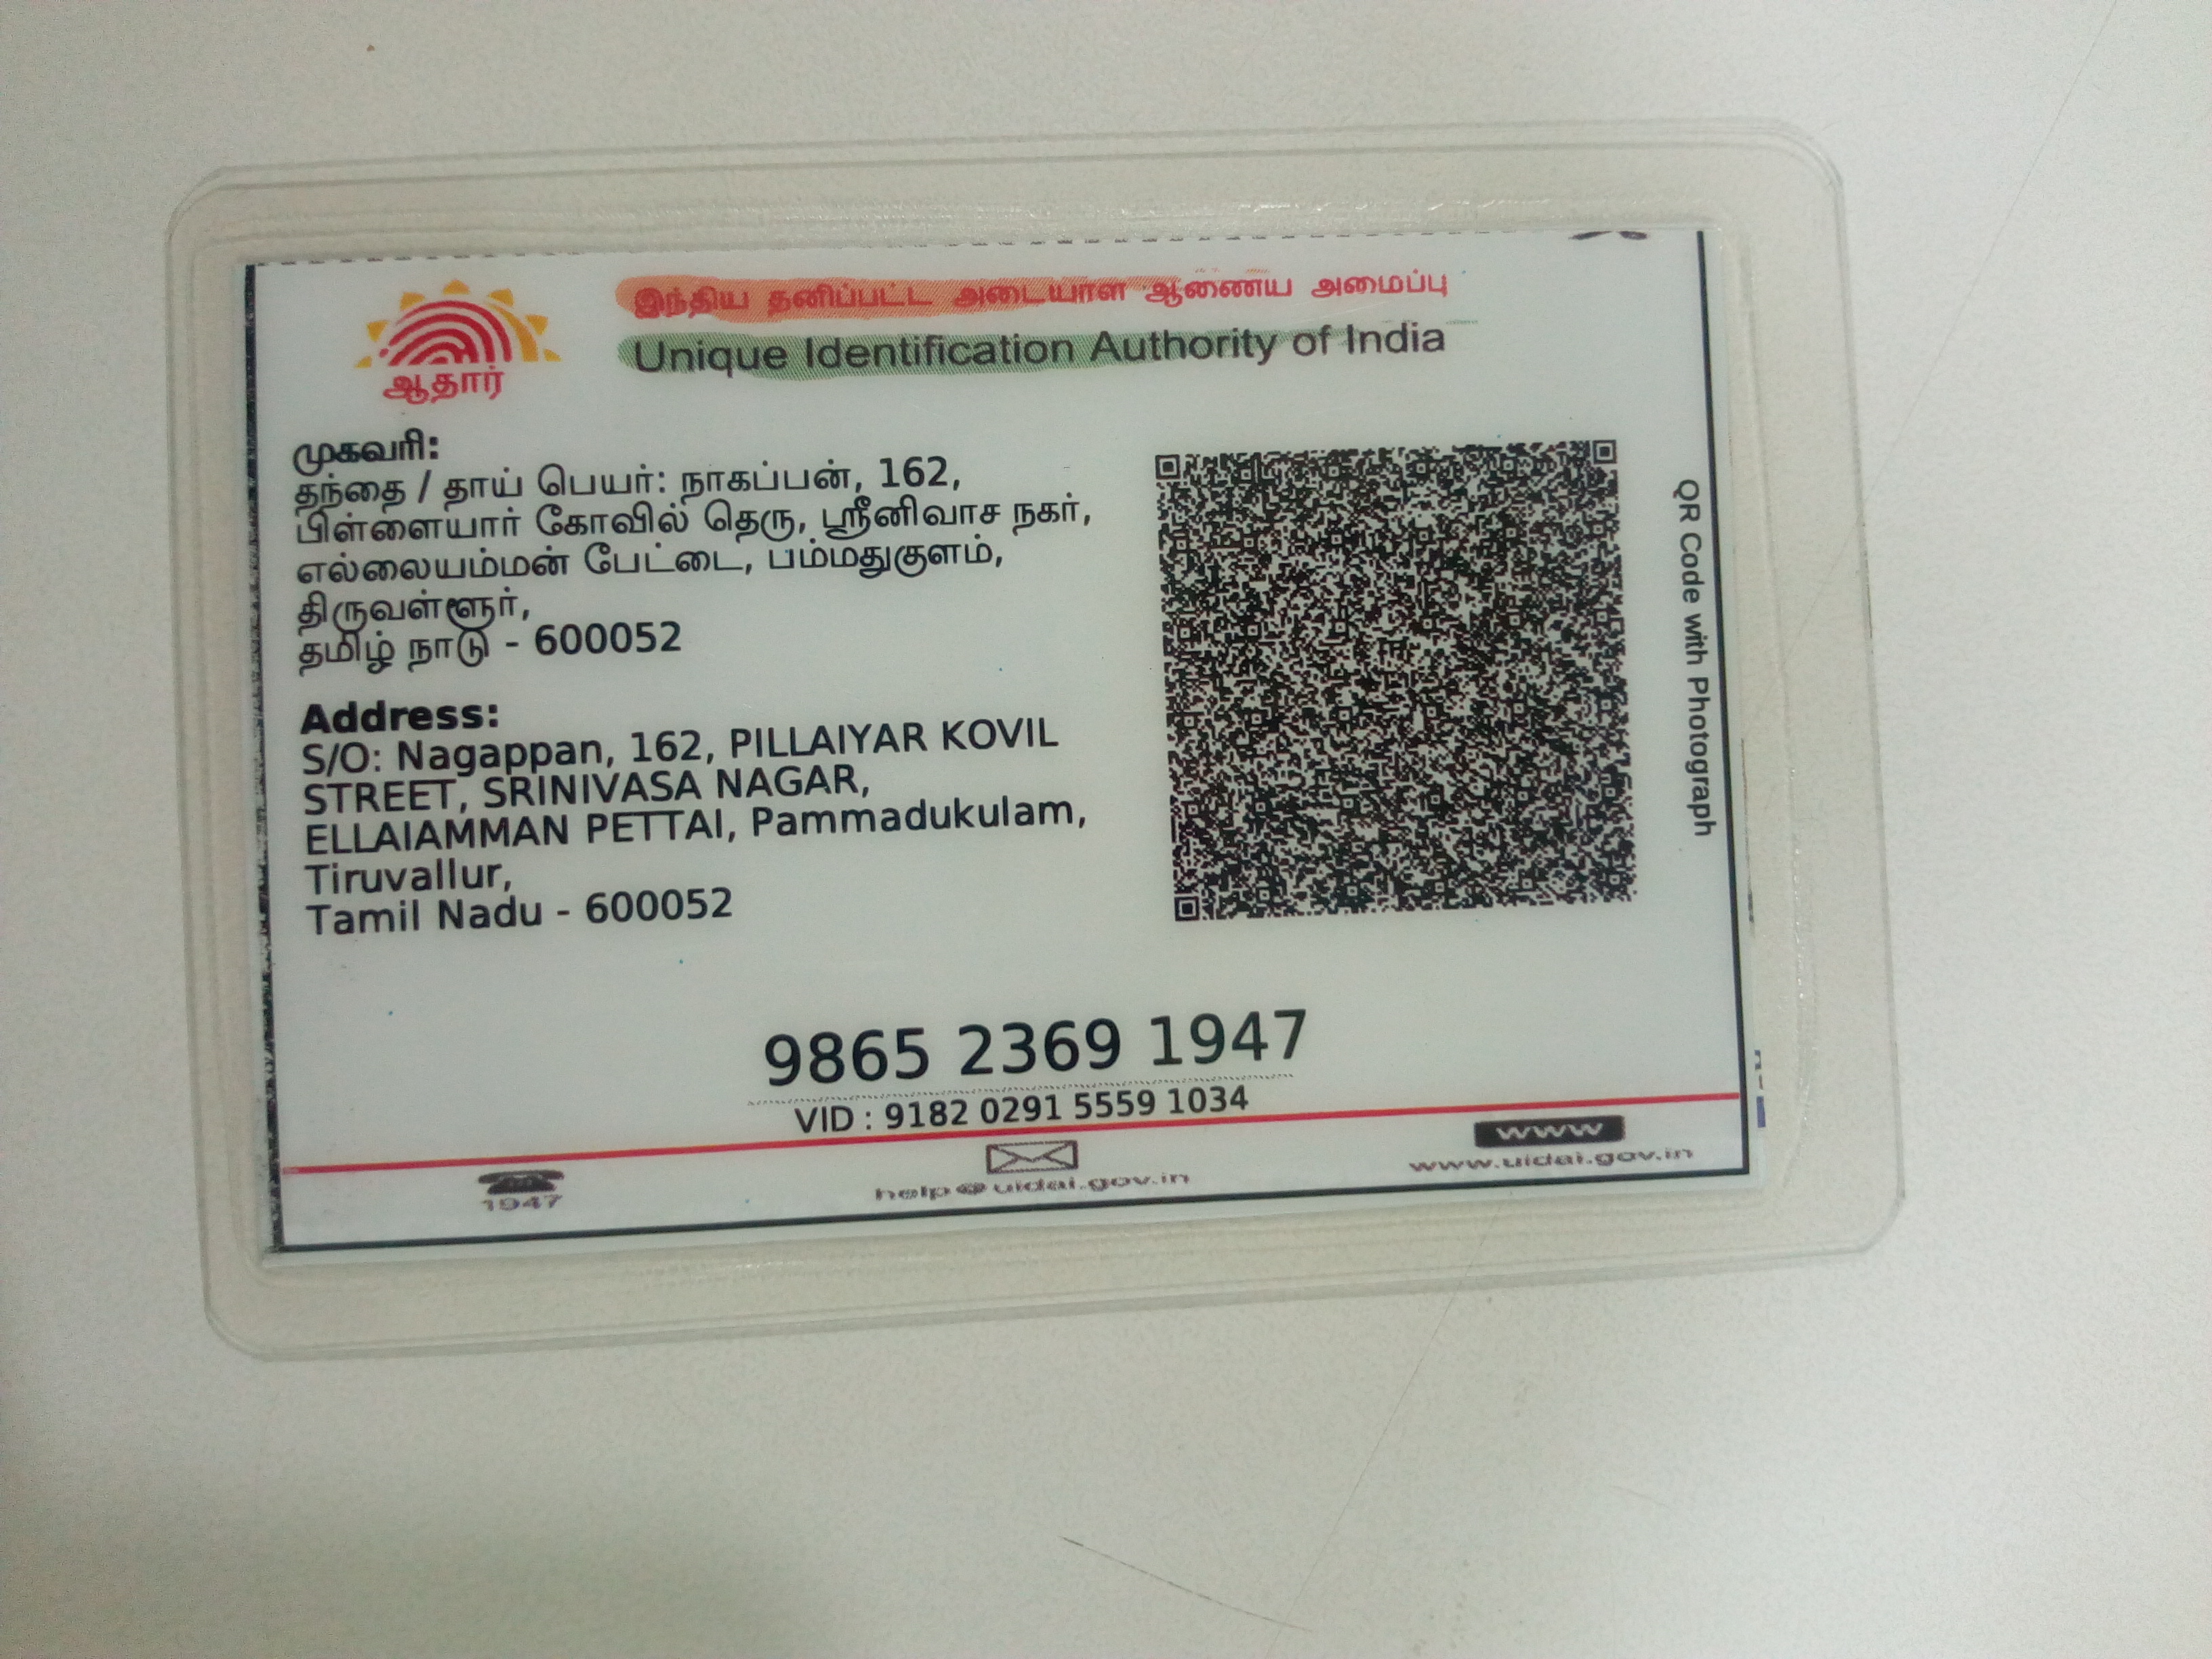 இந்திய தனிப்பட்ட அடையாள ஆணைய அமைப்பு
Unique Identification Authority of India
ஆதார்
முகவரி:
தந்தை / தாய் பெயர்: நாகப்பன், 162,
பிள்ளையார் கோவில் தெரு, ஸ்ரீனிவாச நகர்,
எல்லையம்மன் பேட்டை, பம்மதுகுளம்,
திருவள்ளூர்,
தமிழ் நாடு - 600052
Address:
S/O: Nagappan, 162, PILLAIYAR KOVIL
STREET, SRINIVASA NAGAR,
ELLAIAMMAN PETTAI, Pammadukulam,
Tiruvallur,
Tamil Nadu - 600052
QR Code with Photograph
9865 2369 1947
VID : 9182 0291 5559 1034
1947
help@uidai.gov.in
www
www.uidai.gov.in